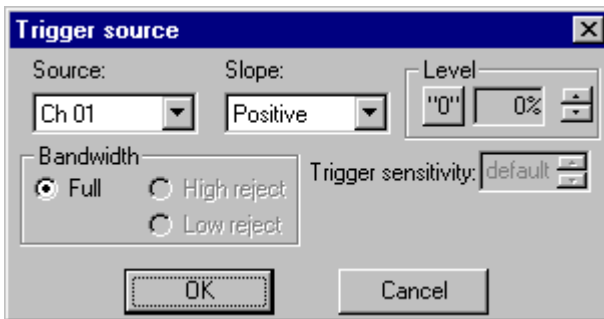 Trigger source
Source: Slope: Level
Ch 01 Positive "0" 0%
Bandwidth
Trigger sensitivity: default
Full High reject
Low reject
OK Cancel